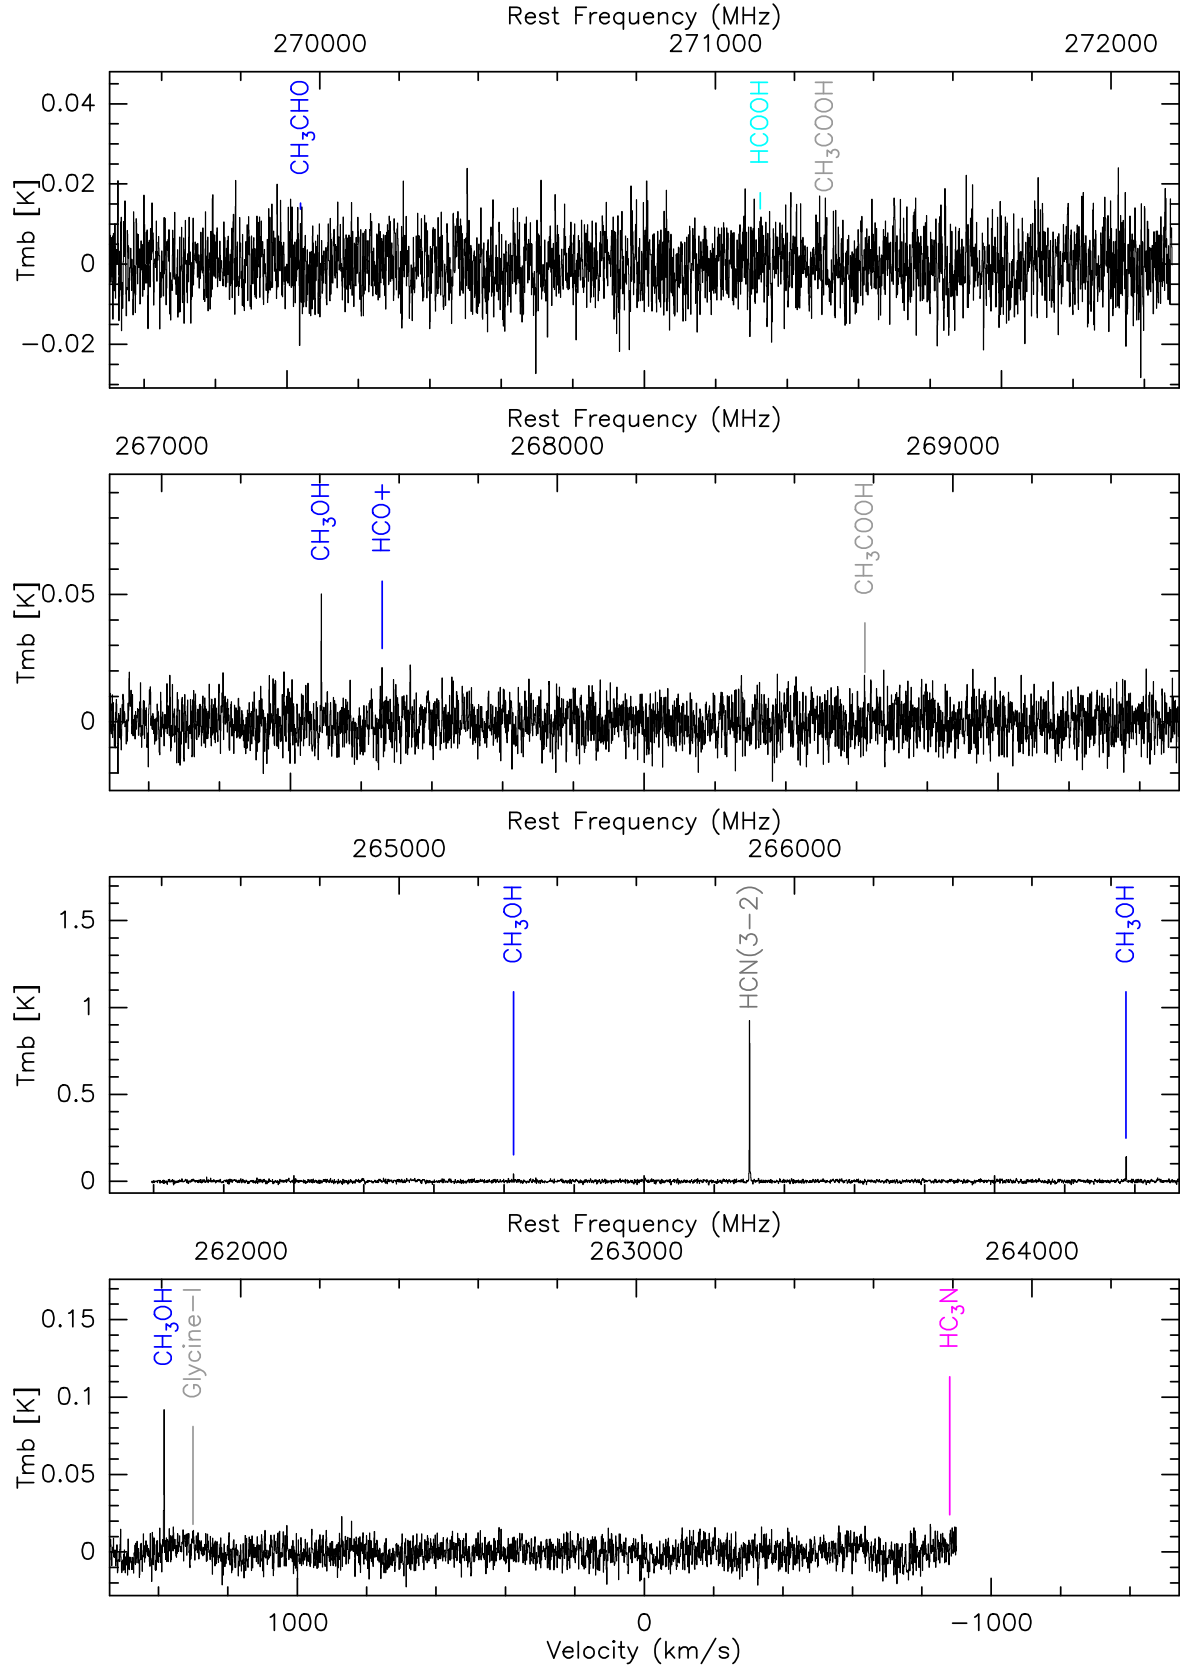 Rest Frequency (MHz)
270000 271000 272000
CH3CHO HCOOH CH3COOH
0.04
0.02
0
−0.02
Tmb [K]
Rest Frequency (MHz)
267000 268000 269000
CH3OH HCO+ CH3COOH
0.05
0
Tmb [K]
Rest Frequency (MHz)
265000 266000
CH3OH HCN(3−2) CH3OH
1.5
1
0.5
0
Tmb [K]
Rest Frequency (MHz)
262000 263000 264000
CH3OH Glycine−I HC3N
0.15
0.1
0.05
0
Tmb [K]
1000 0 −1000
Velocity (km/s)